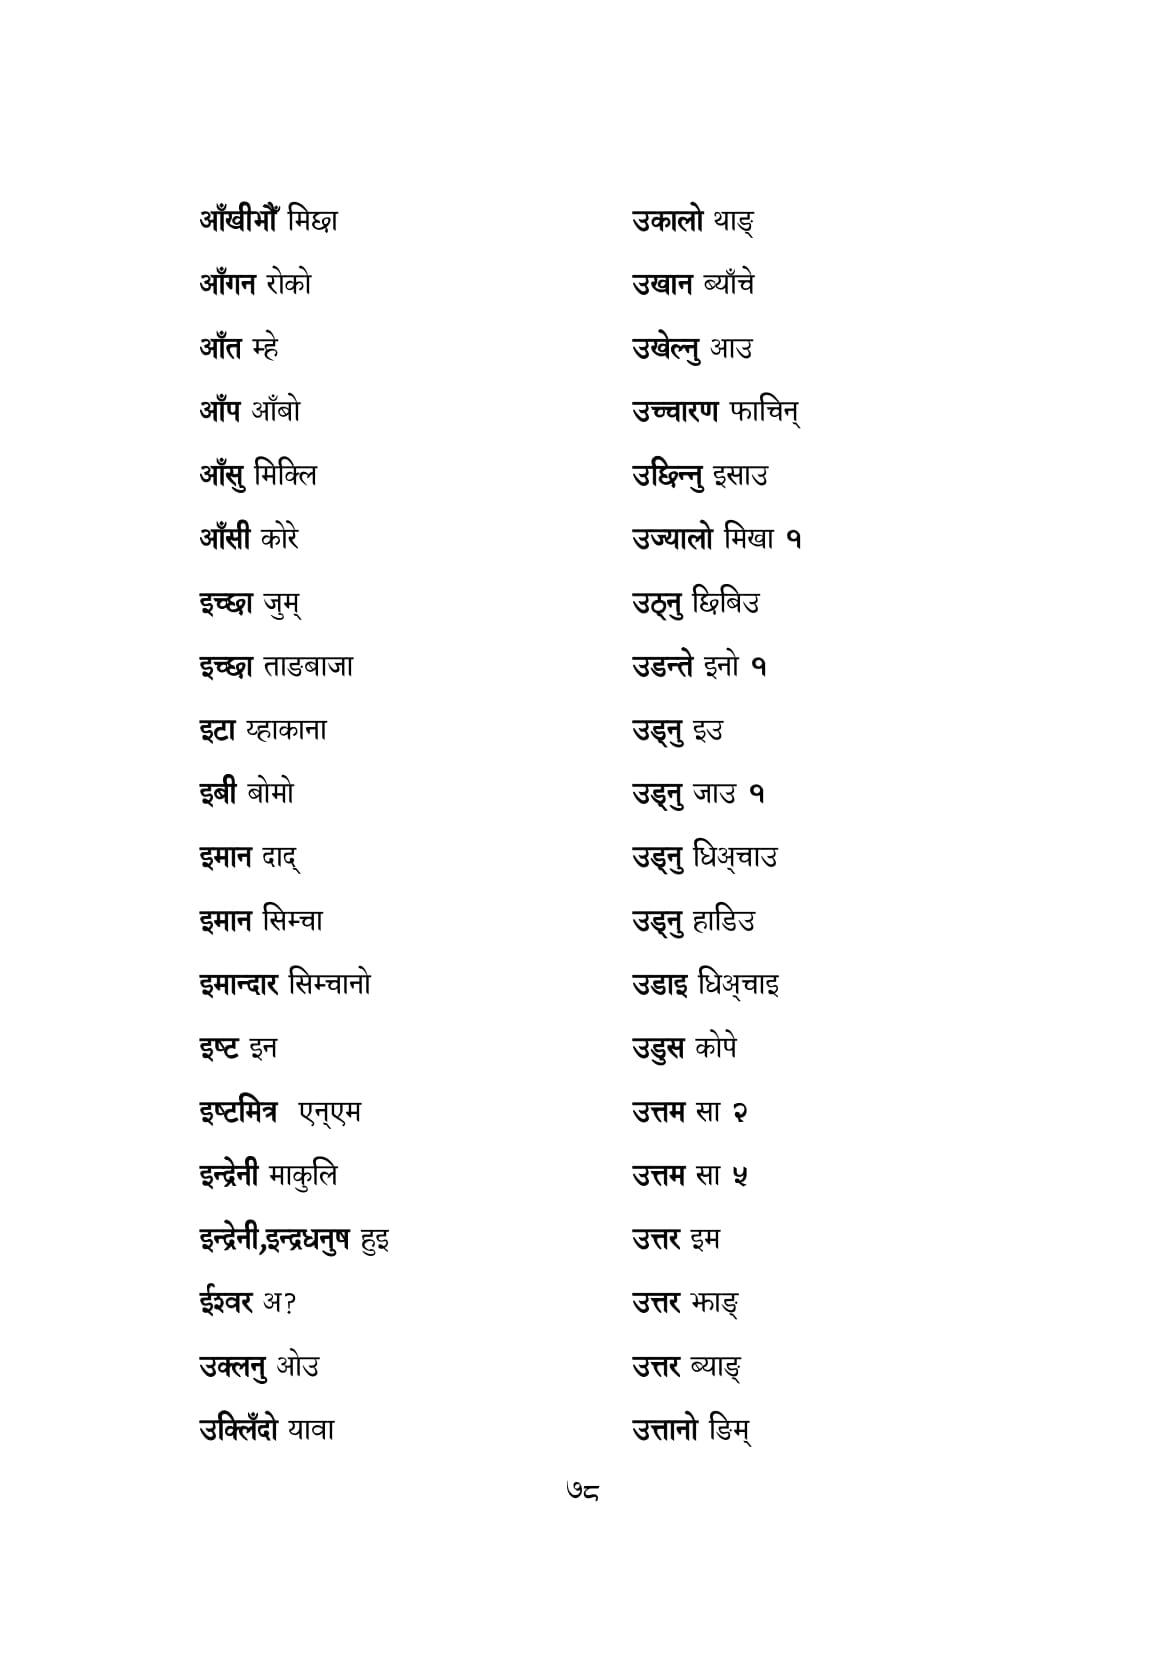 आँखीभौँ मिछा
आँगन रोको
आँत म्हे
आँप आँबो
आँसु मिक्लि
आँसी कोरे
इच्छा जुम्
इच्छा ताङबाजा
इटा य्हाकाना
इबी बोमो
इमान दाद्
इमान सिम्चा
इमान्दार सिम्चानो
इष्ट इन
इष्टमित्र एन्एम
इन्द्रेनी माकुलि
इन्द्रेनी,इन्द्रधनुष हुइ
ईश्वर अ?
उक्लनु ओउ
उक्लिँदो यावा
उकालो थाङ्
उखान ब्याँचे
उखेल्नु आउ
उच्चारण फाचिन्
उछिन्नु इसाउ
उज्यालो मिखा १
उठ्नु छिबिउ
उडन्ते इनो १
उड्नु इउ
उड्नु जाउ १
उड्नु धिअ्चाउ
उड्नु हाडिउ
उडाइ धिअ्चाइ
उडुस कोपे
उत्तम सा २
उत्तम सा ५
उत्तर इम
उत्तर झाङ्
उत्तर ब्याङ्
उत्तानो ङिम्
७८